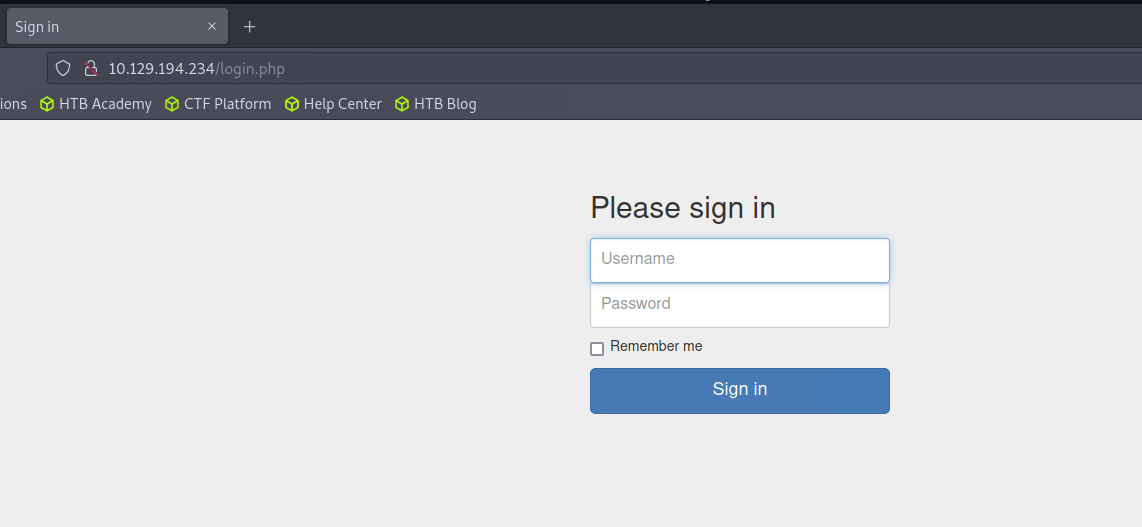 Sign in
10.129.194.234/login.php
ions HTB Academy CTF Platform Help Center HTB Blog
Please sign in
Username
Password
Remember me
Sign in